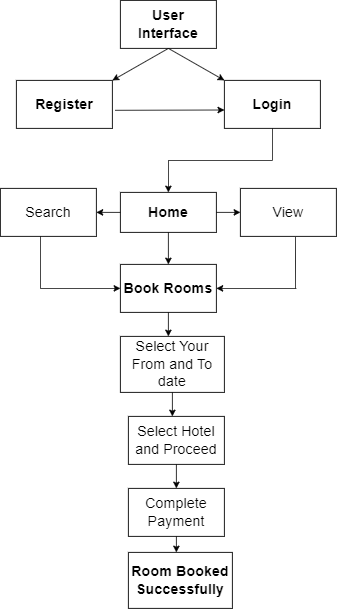 User
Interface
Register
Login
Search
Home
View
Book Rooms
Select Your
From and To
date
Select Hotel
and Proceed
Complete
Payment
Room Booked
Successfully